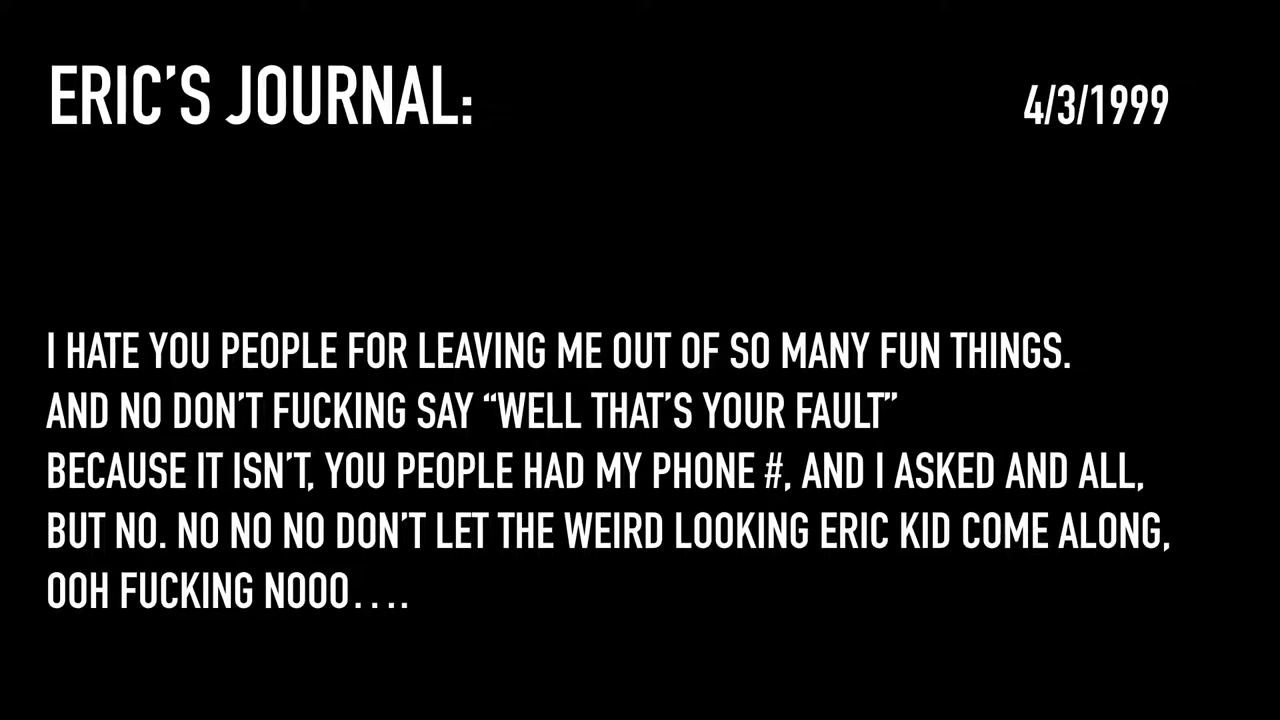 ERIC'S JOURNAL:
4/3/1999
I HATE YOU PEOPLE FOR LEAVING ME OUT OF SO MANY FUN THINGS.
AND NO DON'T FUCKING SAY “WELL THAT'S YOUR FAULT”
BECAUSE IT ISN'T, YOU PEOPLE HAD MY PHONE #, AND I ASKED AND ALL,
BUT NO. NO NO NO DON'T LET THE WEIRD LOOKING ERIC KID COME ALONG,
OOH FUCKING NOOO....